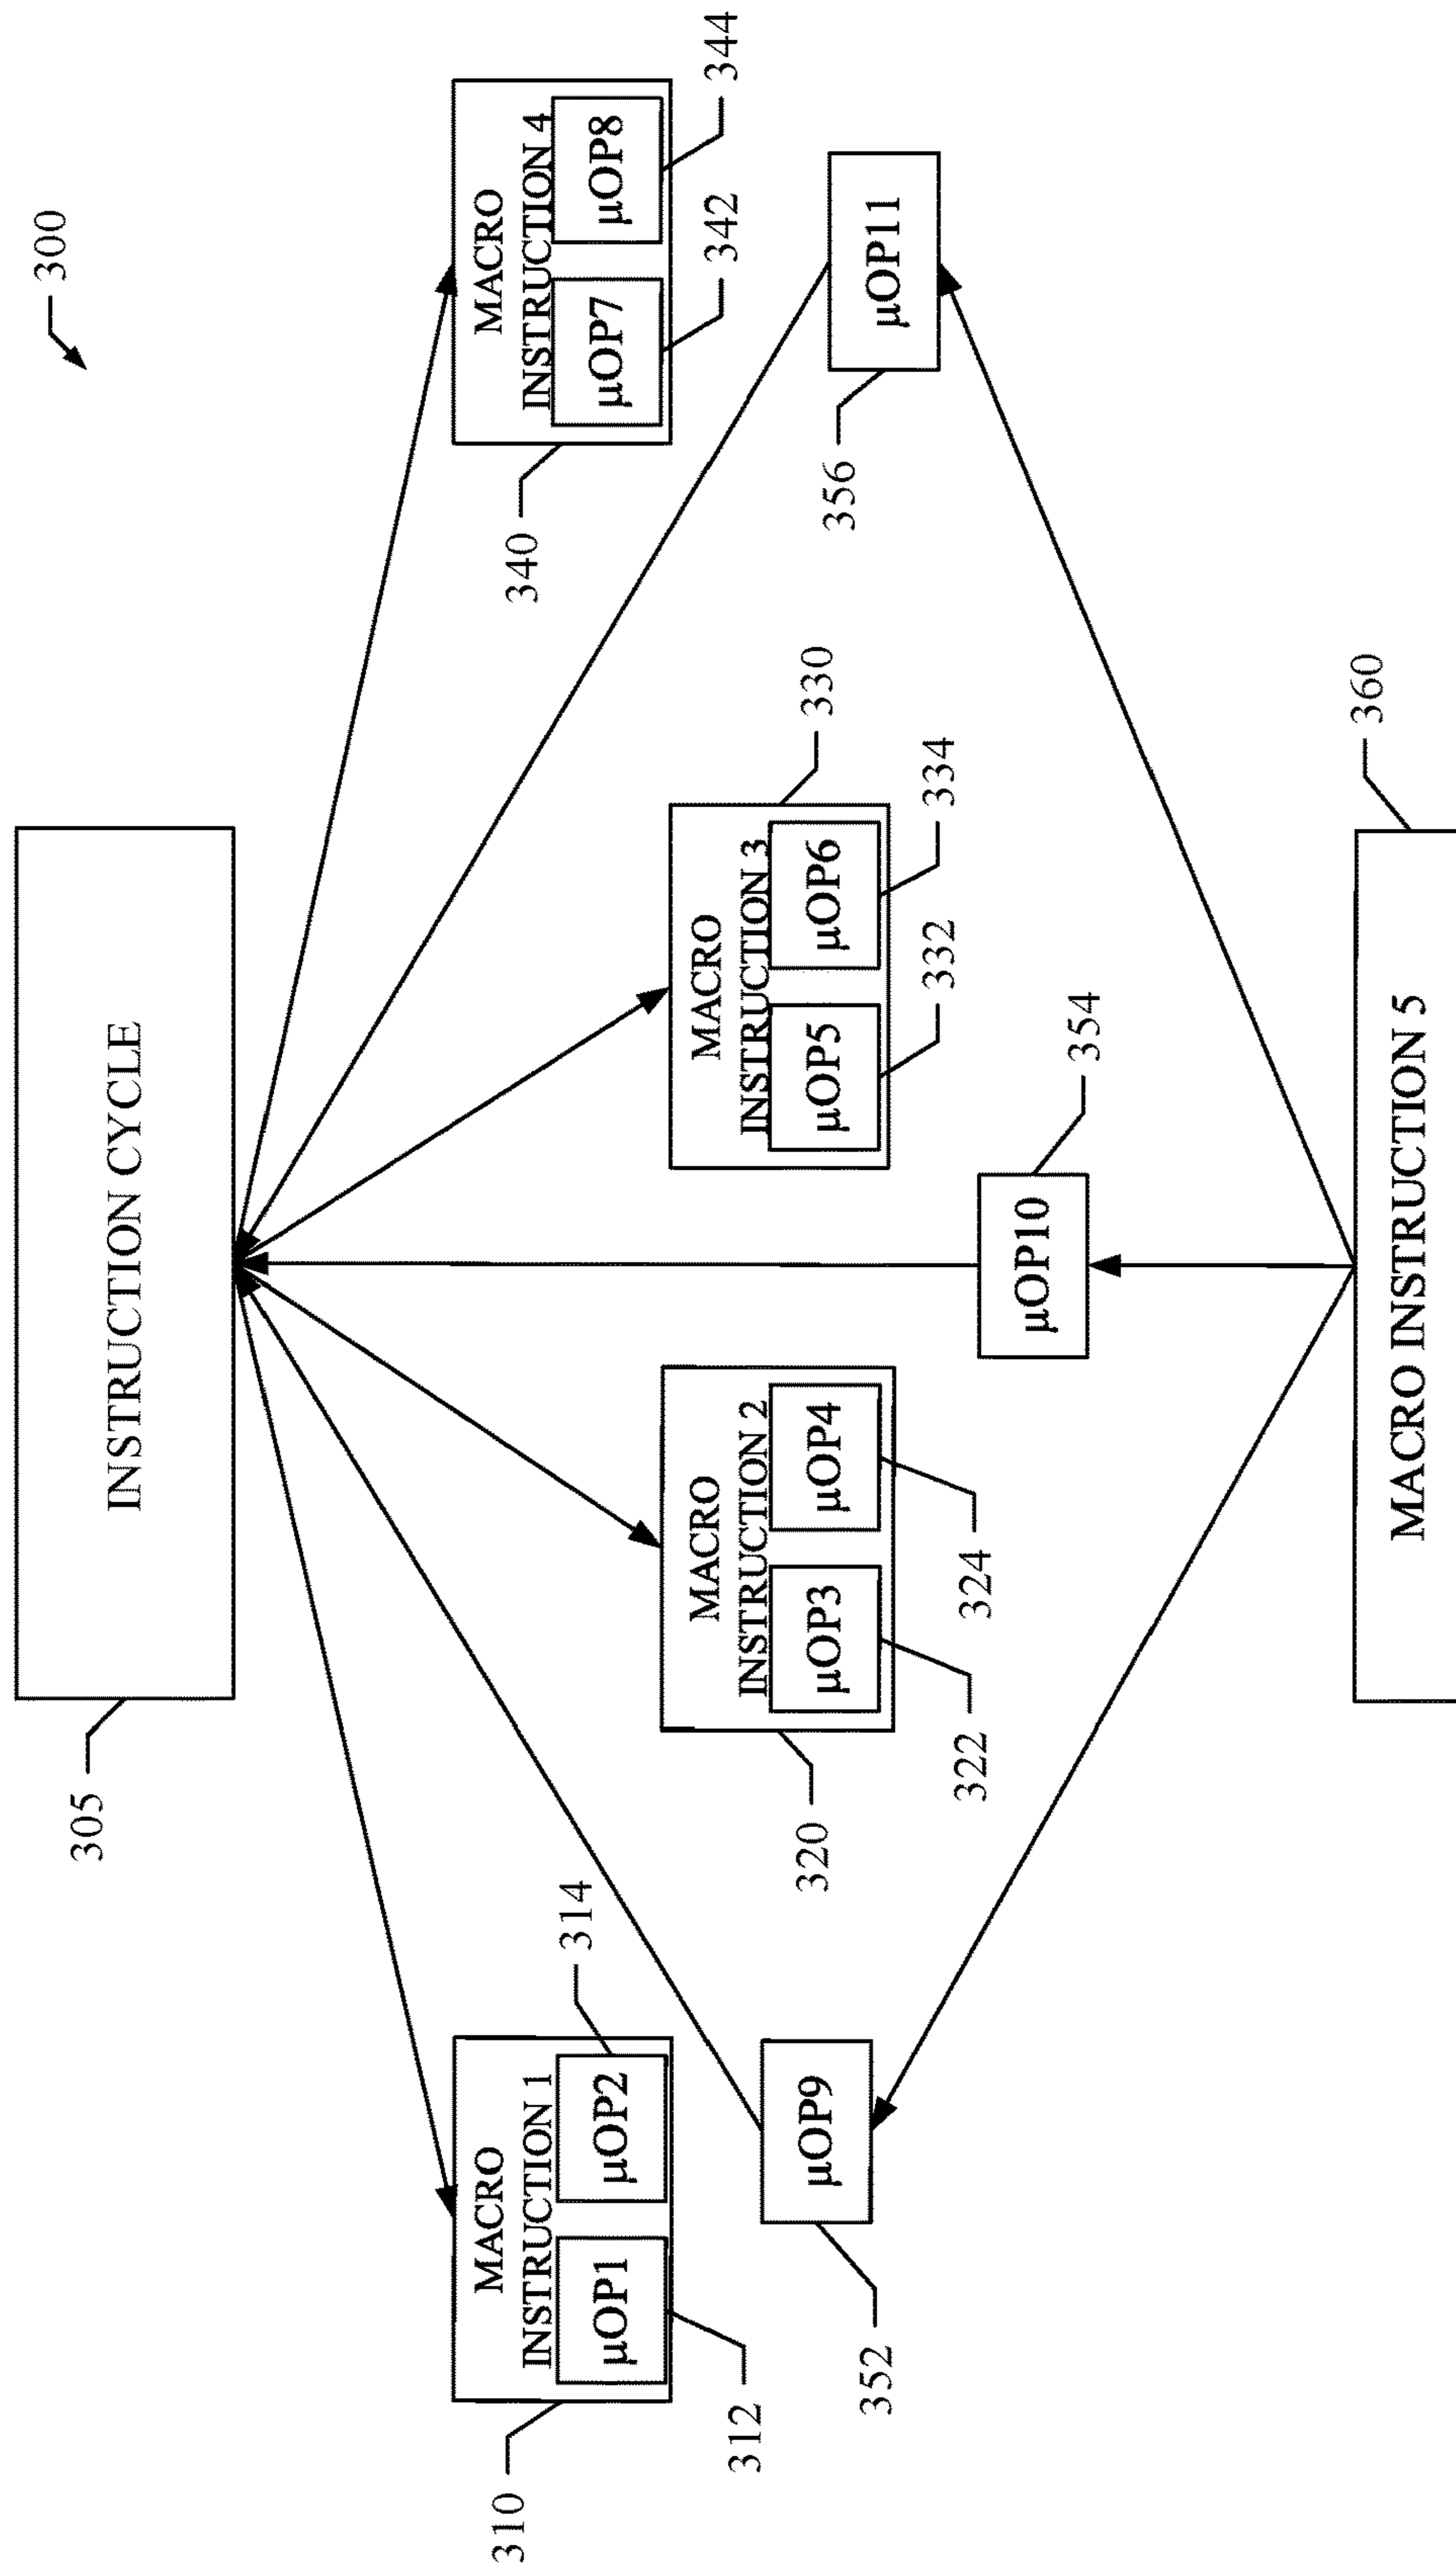 300
INSTRUCTION CYCLE
305
MACRO
INSTRUCTION 1
μOP1
μOP2
310
312
314
MACRO
INSTRUCTION 2
μOP3
μOP4
320
322
324
MACRO
INSTRUCTION 3
μOP5
μOP6
330
332
334
MACRO
INSTRUCTION 4
μOP7
μOP8
340
342
344
μOP9
352
μOP10
354
μOP11
356
MACRO INSTRUCTION 5
360